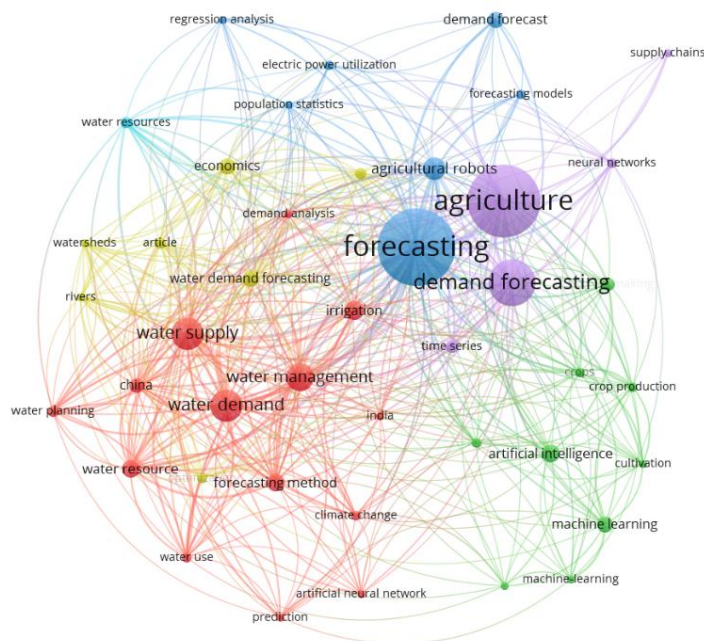 regression analysis
demand forecast
supply chains
electric power utilization
population statistics
forecasting models
water resources
economics
agricultural robots
neural networks
agriculture
demand analysis
forecasting
watersheds
article
water demand forecasting
demand forecasting
rivers
irrigation
water supply
time series
water management
crops
crop production
china
water demand
india
water planning
artificial intelligence
cultivation
water resource
forecasting method
climate change
machine learning
water use
machine-learning
artificial neural network
prediction